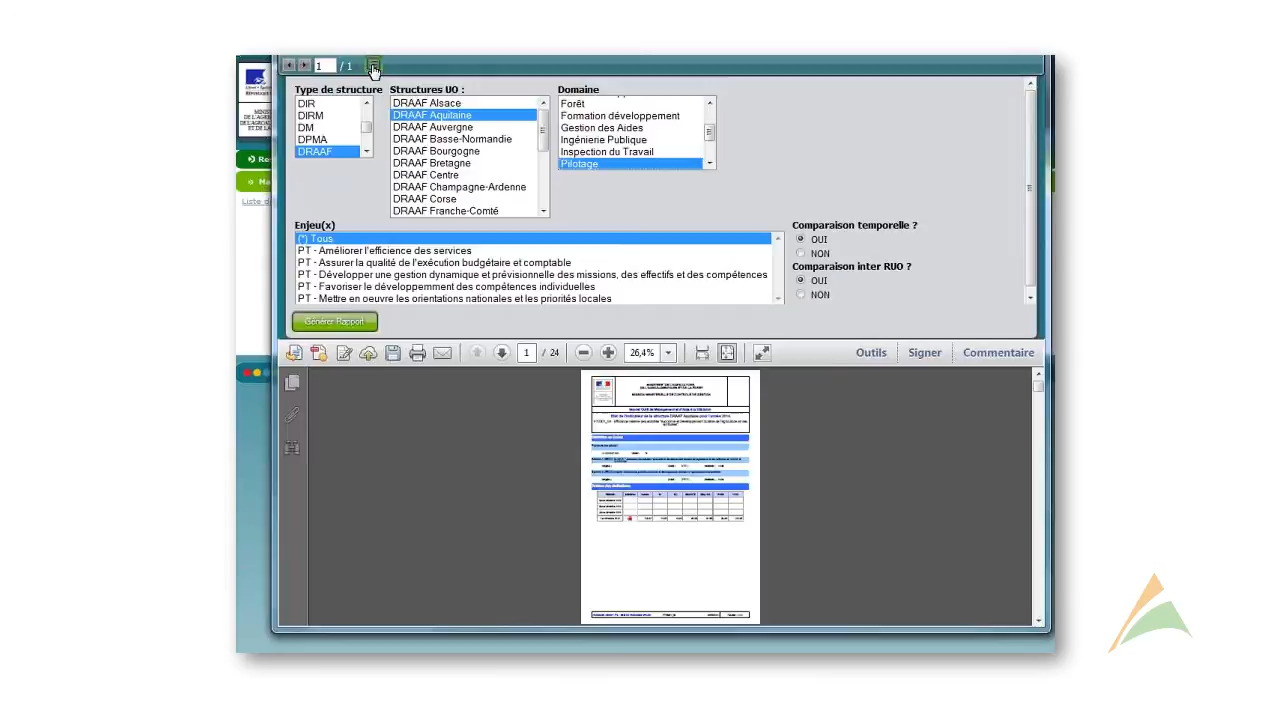 1 / 1
Type de structure
DIR
DIRM
DM
DPMA
DRAAF
Structures UO :
DRAAF Alsace
DRAAF Aquitaine
DRAAF Auvergne
DRAAF Basse-Normandie
DRAAF Bourgogne
DRAAF Bretagne
DRAAF Centre
DRAAF Champagne-Ardenne
DRAAF Corse
DRAAF Franche-Comté
Domaine
Forêt
Formation développement
Gestion des Aides
Ingénierie Publique
Inspection du Travail
Pilotage
Enjeu(x)
(*) Tous
PT - Améliorer l'efficience des services
PT - Assurer la qualité de l'exécution budgétaire et comptable
PT - Développer une gestion dynamique et prévisionnelle des missions, des effectifs et des compétences
PT - Favoriser le développemment des compétences individuelles
PT - Mettre en oeuvre les orientations nationales et les priorités locales
Comparaison temporelle ?
OUI
NON
Comparaison inter RUO ?
OUI
NON
Générer Rapport
1 / 24
26,4%
Outils
Signer
Commentaire